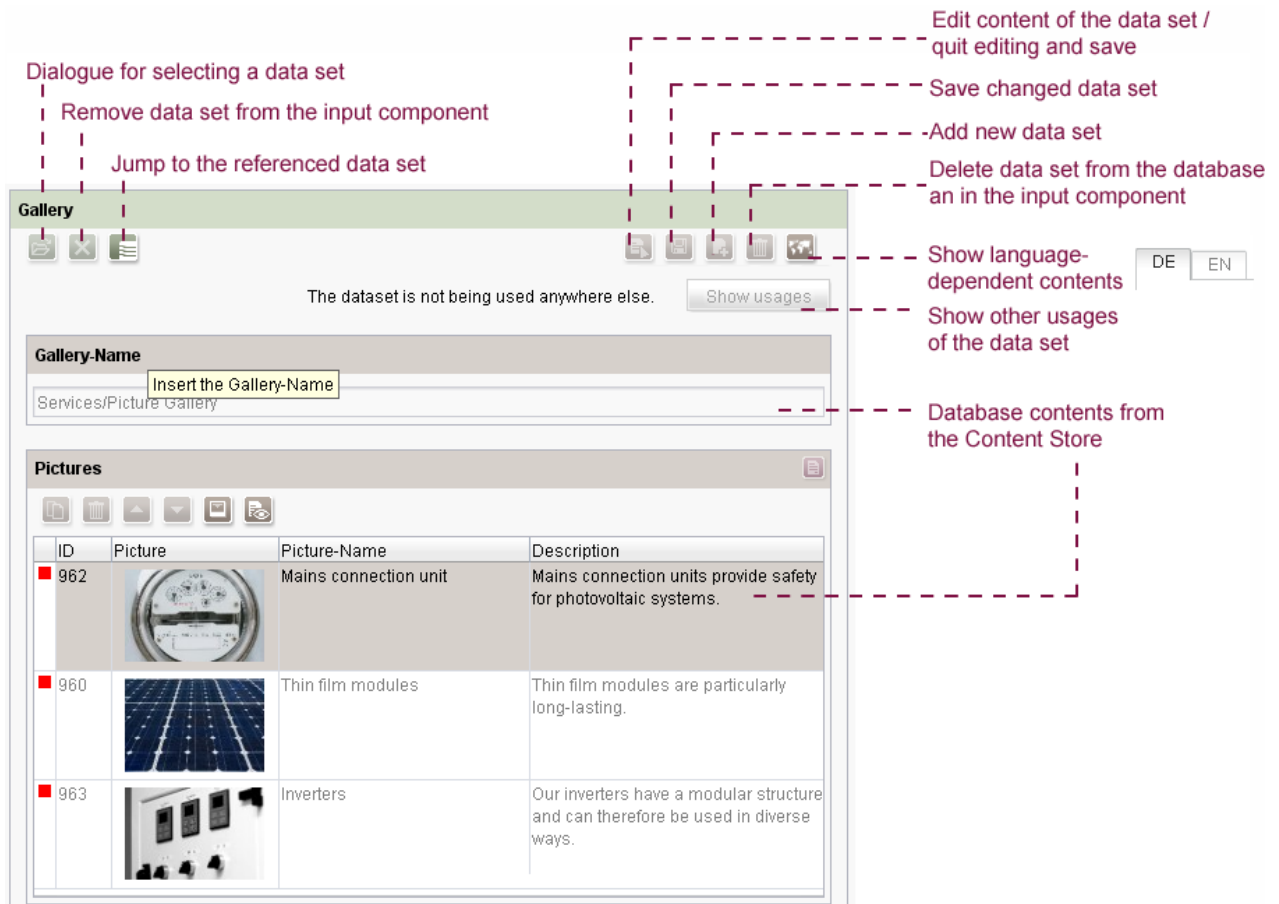 Edit content of the data set /
quit editing and save
Dialogue for selecting a data set
Save changed data set
Remove data set from the input component
Add new data set
Jump to the referenced data set
Delete data set from the database
an in the input component
Gallery
Show language-
dependent contents
DE EN
The dataset is not being used anywhere else. Show usages
Show other usages
of the data set
Gallery-Name
Insert the Gallery-Name
Services/Picture Gallery
Database contents from
the Content Store
Pictures
ID Picture Picture-Name Description
962 Mains connection unit Mains connection units provide safety
for photovoltaic systems.
960 Thin film modules Thin film modules are particularly
long-lasting.
963 Inverters Our inverters have a modular structure
and can therefore be used in diverse
ways.